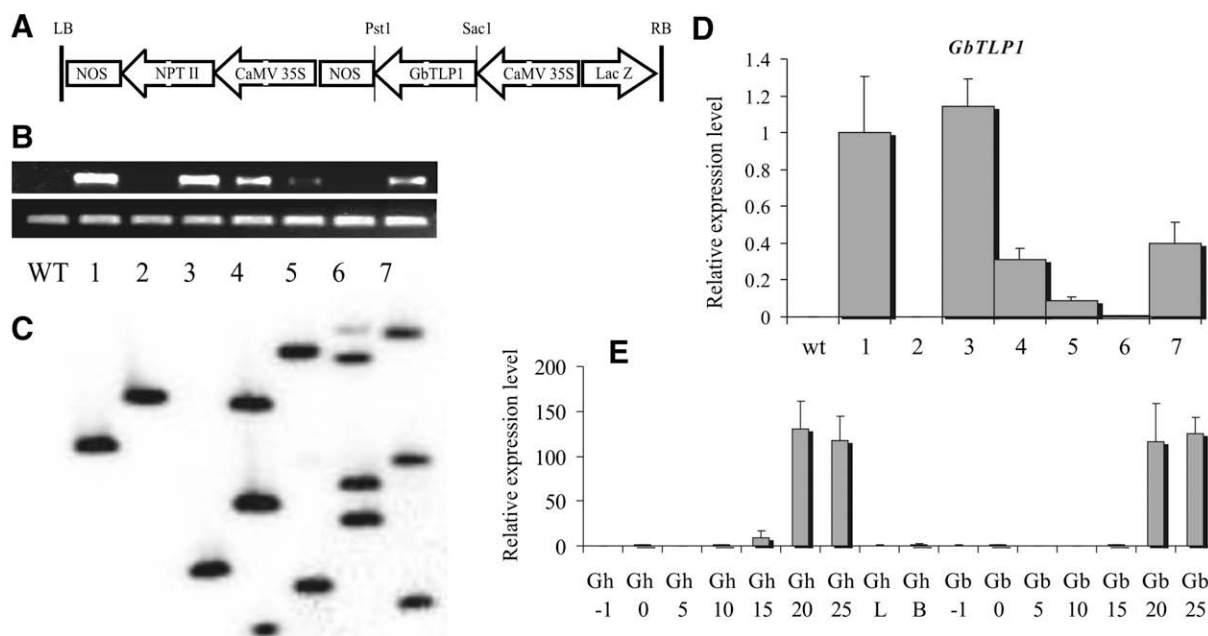 A
LB Pst1 Sac1 RB
NOS NPT II CaMV 35S NOS GbTLP1 CaMV 35S Lac Z
B
WT 1 2 3 4 5 6 7
C
D
GbTLP1
Relative expression level
1.4
1.2
1
0.8
0.6
0.4
0.2
0
wt 1 2 3 4 5 6 7
E
Relative expression level
200
150
100
50
0
Gh Gh Gh Gh Gh Gh Gh Gh Gh Gb Gb Gb Gb Gb Gb Gb
-1 0 5 10 15 20 25 L B -1 0 5 10 15 20 25